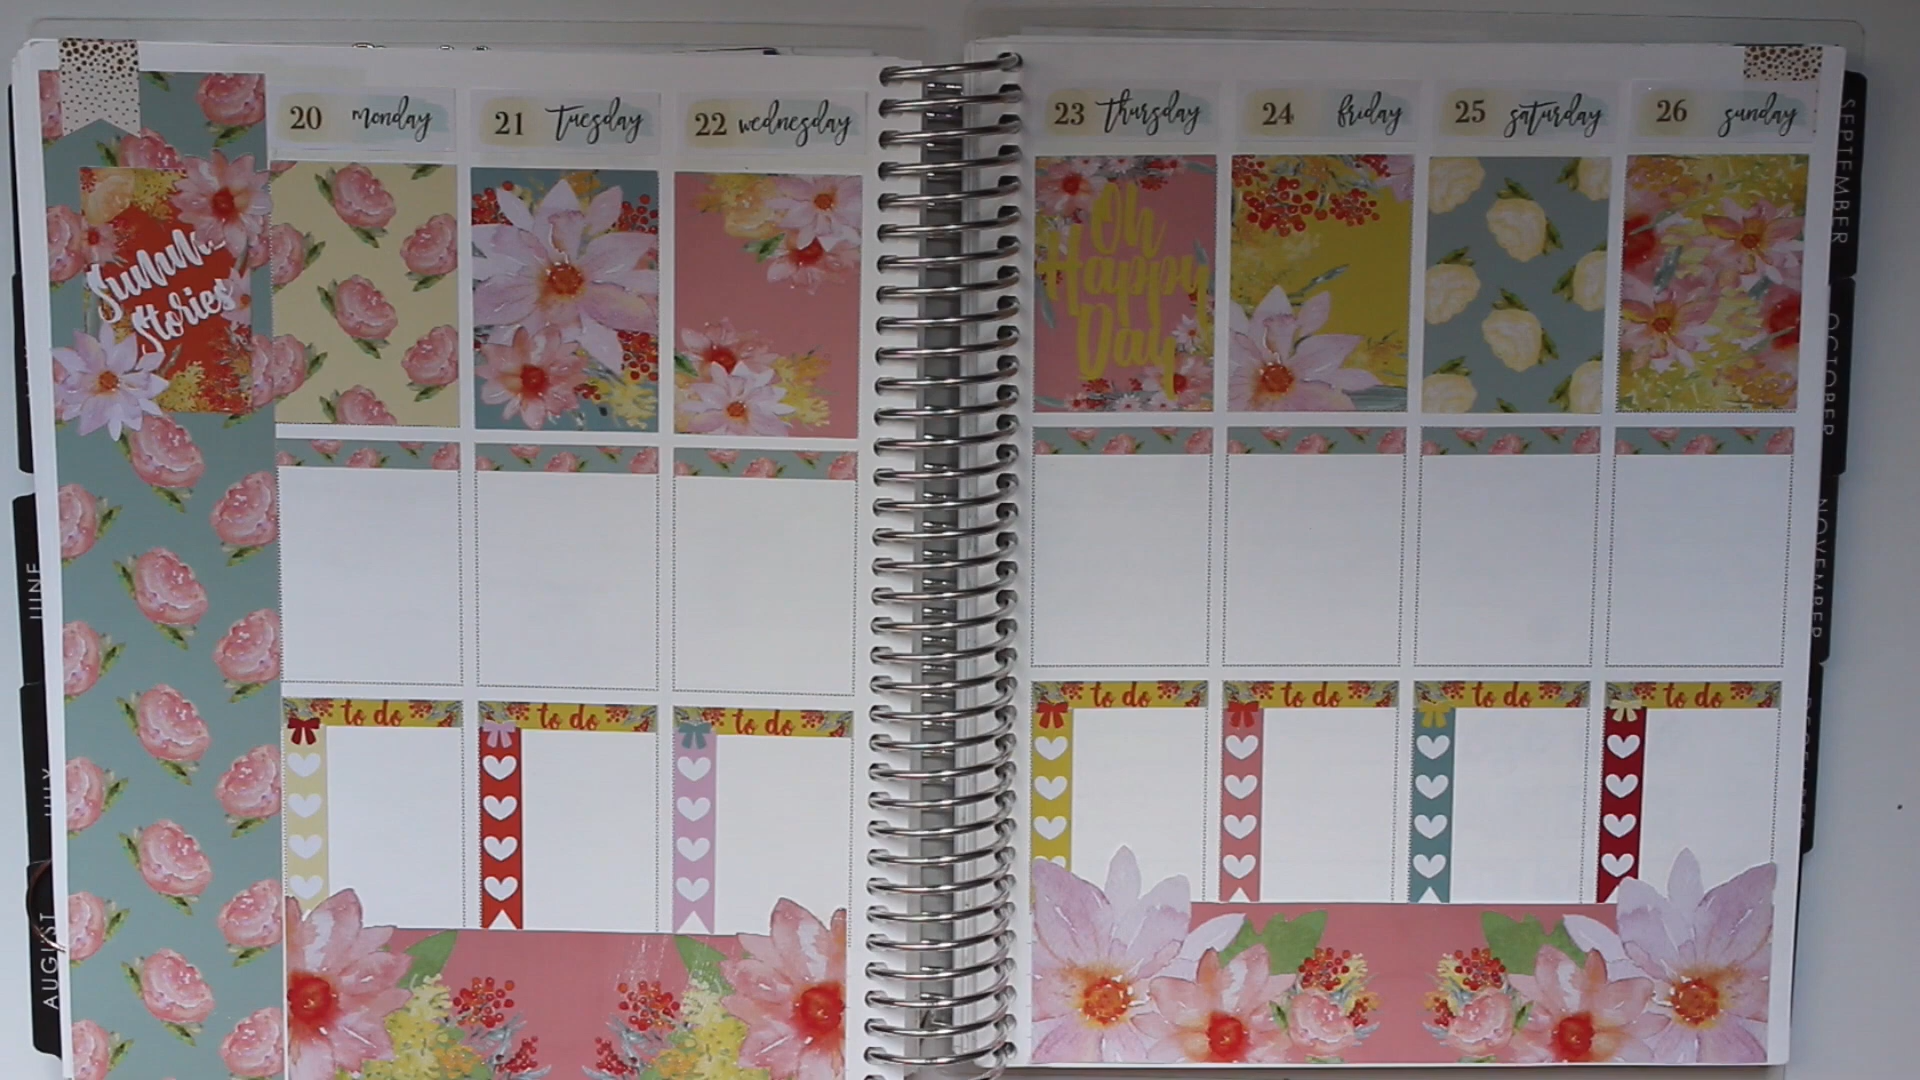 20 monday
21 Tuesday
22 wednesday
23 Thursday
24 friday
25 saturday
26 sunday
Stories
Oh
Happy
Day
to do
to do
to do
to do
to do
to do
to do
JUNE
JULY
AUGUST
SEPTEMBER
OCTOBER
NOVEMBER